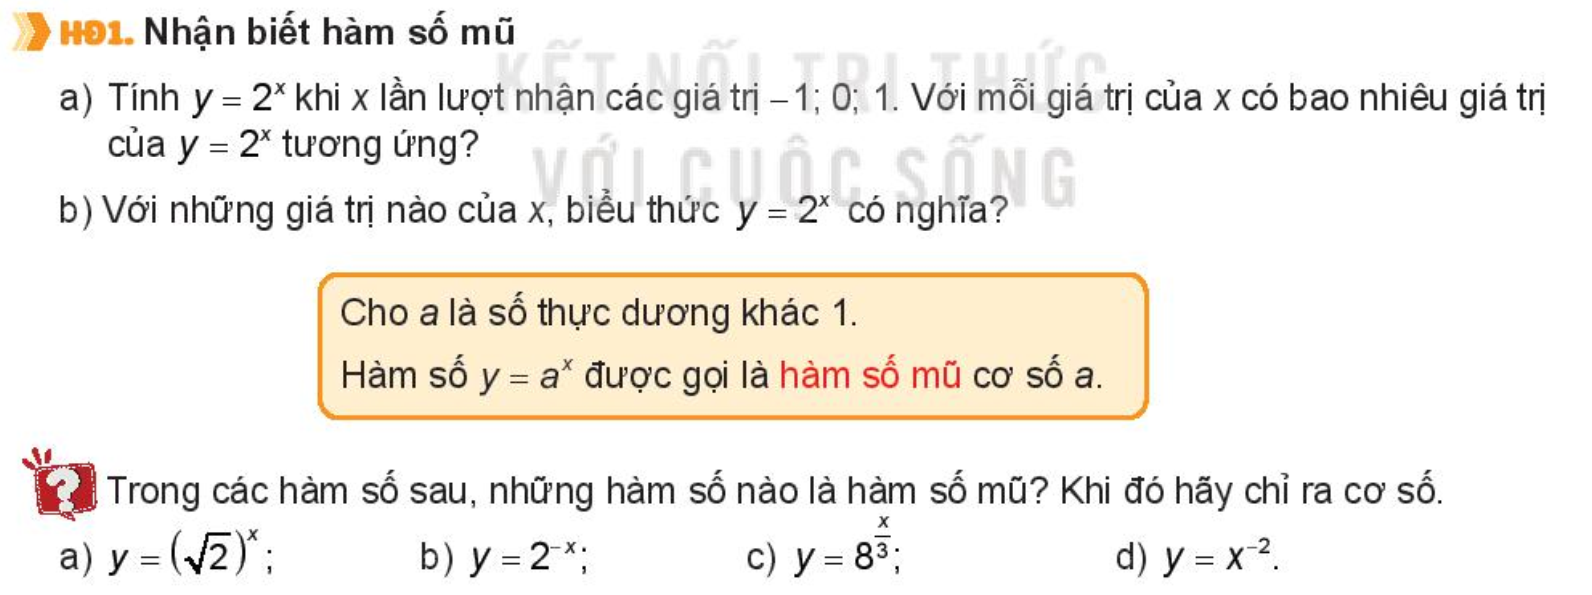 HĐ1. Nhận biết hàm số mũ
a) Tính y = 2ˣ khi x lần lượt nhận các giá trị – 1; 0; 1. Với mỗi giá trị của x có bao nhiêu giá trị
của y = 2ˣ tương ứng?
b) Với những giá trị nào của x, biểu thức y = 2ˣ có nghĩa?
KẾT NỐI TRI THỨC
VỚI CUỘC SỐNG
Cho a là số thực dương khác 1.
Hàm số y = aˣ được gọi là hàm số mũ cơ số a.
? Trong các hàm số sau, những hàm số nào là hàm số mũ? Khi đó hãy chỉ ra cơ số.
a) y = (√2)ˣ; b) y = 2⁻ˣ; c) y = 8^(x/3); d) y = x⁻².